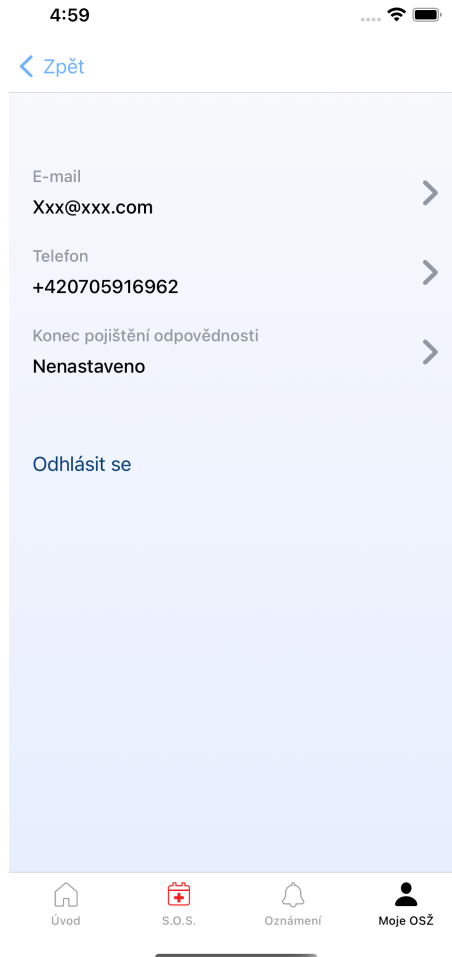 4:59
Zpět
E-mail
Xxx@xxx.com
Telefon
+420705916962
Konec pojištění odpovědnosti
Nenastaveno
Odhlásit se
Úvod
S.O.S.
Oznámení
Moje OSŽ